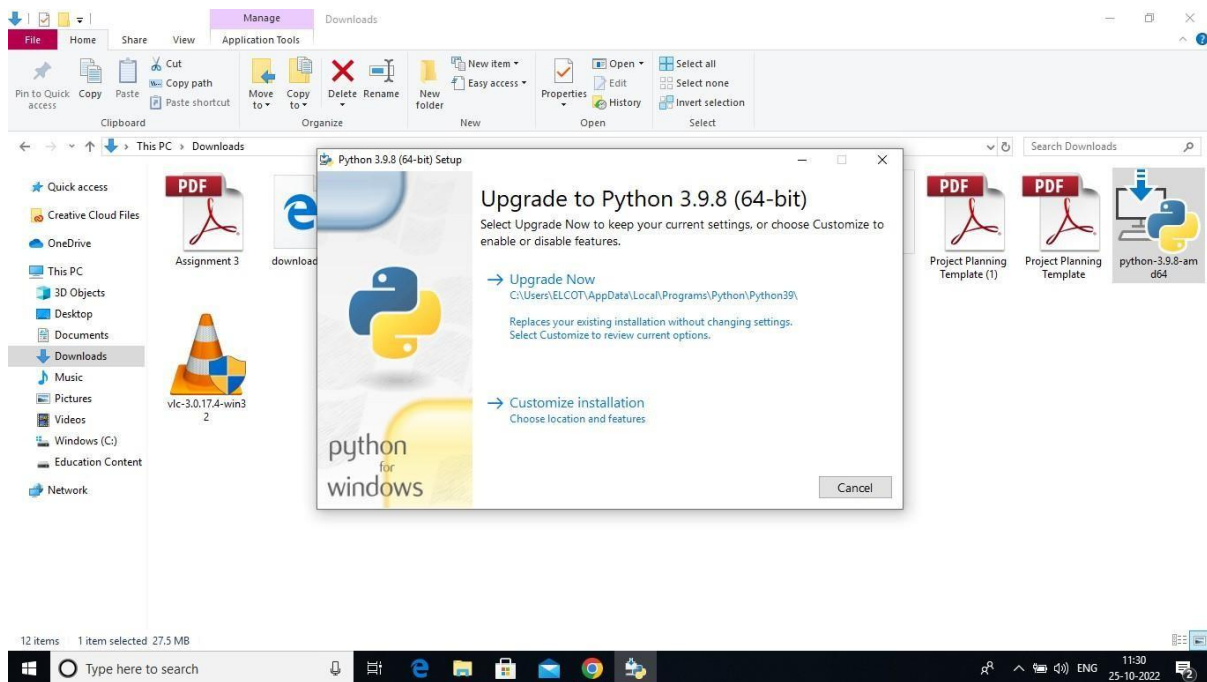 Manage
Downloads
File Home Share View Application Tools
Pin to Quick access
Copy
Paste
Cut
Copy path
Paste shortcut
Clipboard
Move to
Copy to
Delete
Rename
Organize
New folder
New item
Easy access
New
Properties
Open
Edit
History
Open
Select all
Select none
Invert selection
Select
This PC > Downloads
Search Downloads
Quick access
Creative Cloud Files
OneDrive
This PC
3D Objects
Desktop
Documents
Downloads
Music
Pictures
Videos
Windows (C:)
Education Content
Network
PDF
Assignment 3
download
vlc-3.0.17.4-win3
2
Python 3.9.8 (64-bit) Setup
Upgrade to Python 3.9.8 (64-bit)
Select Upgrade Now to keep your current settings, or choose Customize to
enable or disable features.
Upgrade Now
C:\Users\ELCOT\AppData\Local\Programs\Python\Python39\
Replaces your existing installation without changing settings.
Select Customize to review current options.
Customize installation
Choose location and features
python
for
windows
Cancel
PDF
Project Planning
Template (1)
PDF
Project Planning
Template
python-3.9.8-am
d64
12 items 1 item selected 27.5 MB
Type here to search
ENG
11:30
25-10-2022
2